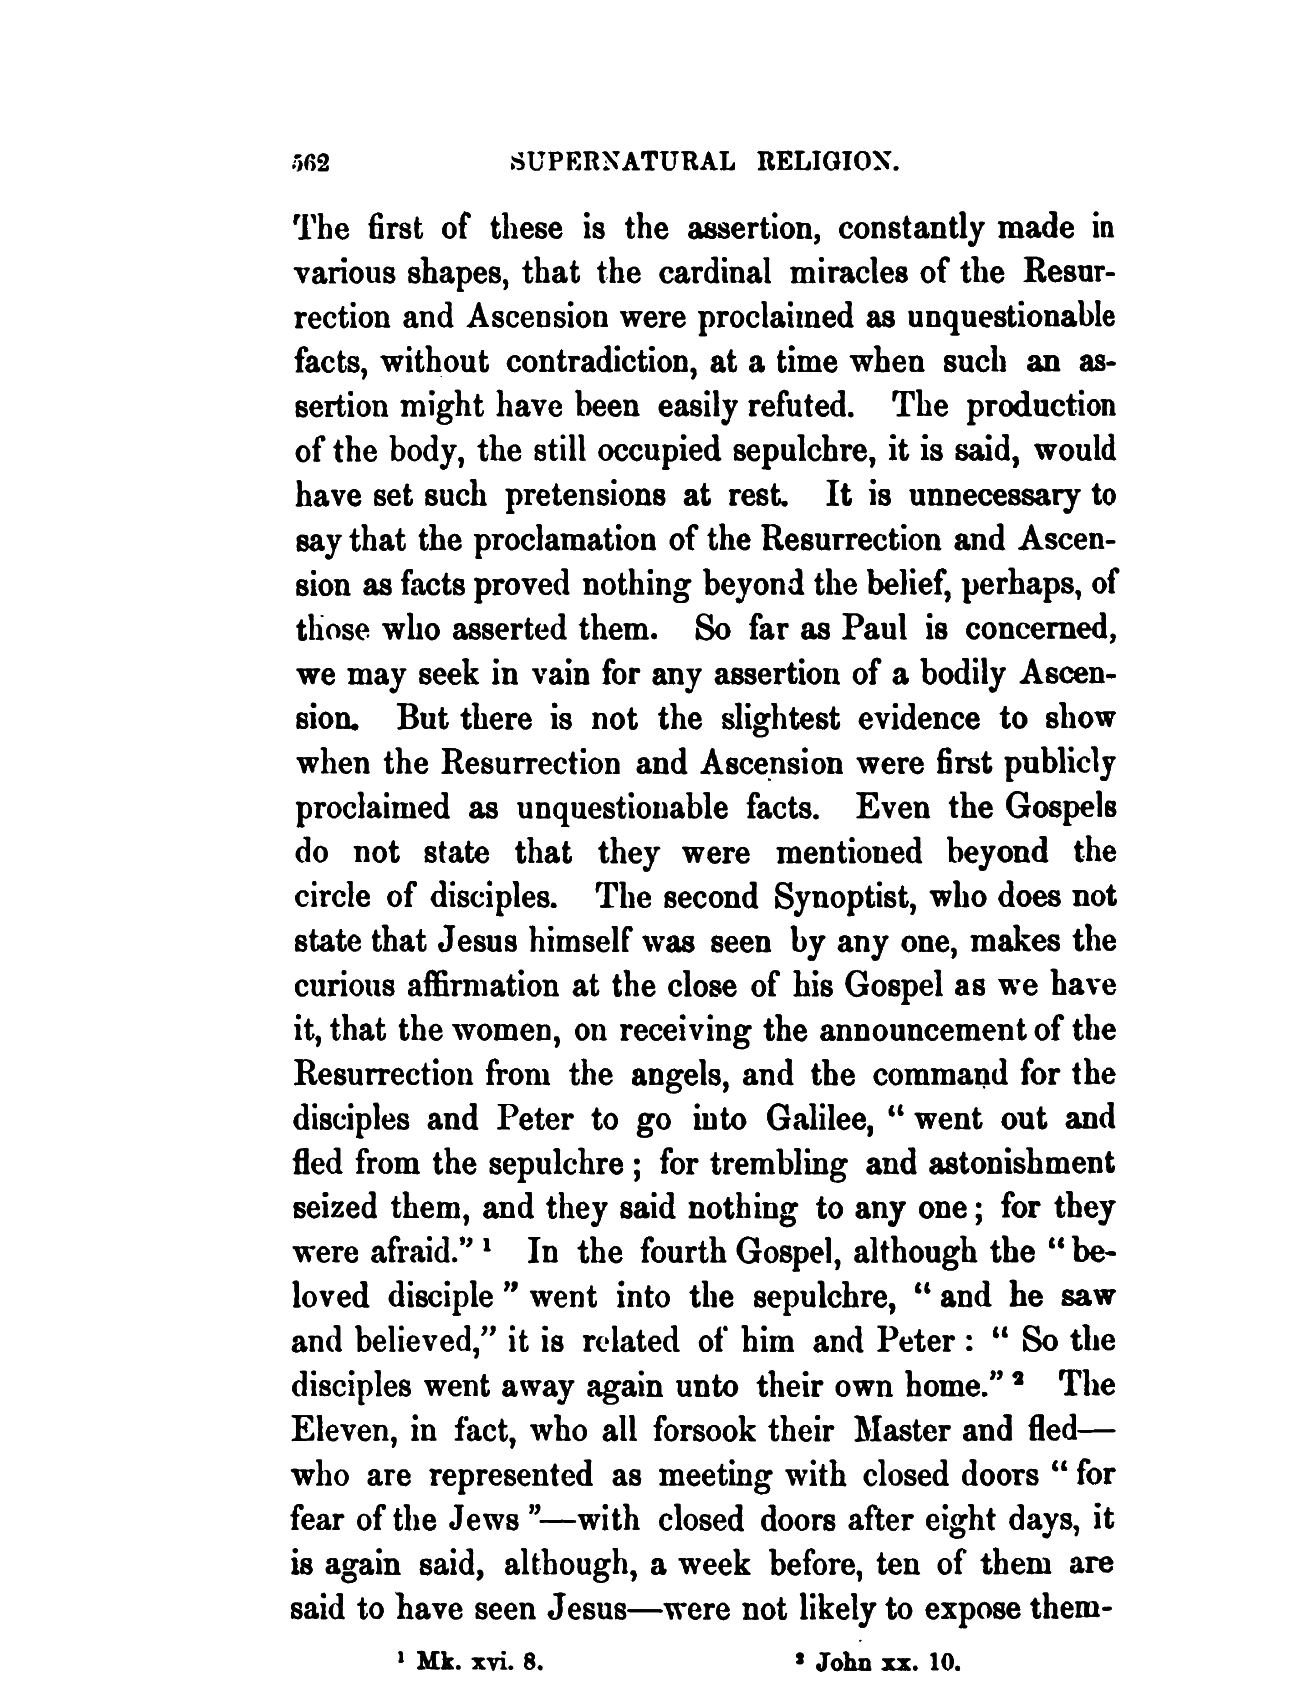 562 SUPERNATURAL RELIGION.
The first of these is the assertion, constantly made in
various shapes, that the cardinal miracles of the Resur-
rection and Ascension were proclaimed as unquestionable
facts, without contradiction, at a time when such an as-
sertion might have been easily refuted. The production
of the body, the still occupied sepulchre, it is said, would
have set such pretensions at rest. It is unnecessary to
say that the proclamation of the Resurrection and Ascen-
sion as facts proved nothing beyond the belief, perhaps, of
those who asserted them. So far as Paul is concerned,
we may seek in vain for any assertion of a bodily Ascen-
sion. But there is not the slightest evidence to show
when the Resurrection and Ascension were first publicly
proclaimed as unquestionable facts. Even the Gospels
do not state that they were mentioned beyond the
circle of disciples. The second Synoptist, who does not
state that Jesus himself was seen by any one, makes the
curious affirmation at the close of his Gospel as we have
it, that the women, on receiving the announcement of the
Resurrection from the angels, and the command for the
disciples and Peter to go into Galilee, “ went out and
fled from the sepulchre ; for trembling and astonishment
seized them, and they said nothing to any one ; for they
were afraid.” ¹ In the fourth Gospel, although the “ be-
loved disciple ” went into the sepulchre, “ and he saw
and believed,” it is related of him and Peter : “ So the
disciples went away again unto their own home.” ² The
Eleven, in fact, who all forsook their Master and fled—
who are represented as meeting with closed doors “ for
fear of the Jews ”—with closed doors after eight days, it
is again said, although, a week before, ten of them are
said to have seen Jesus—were not likely to expose them-
¹ Mk. xvi. 8. ² John xx. 10.